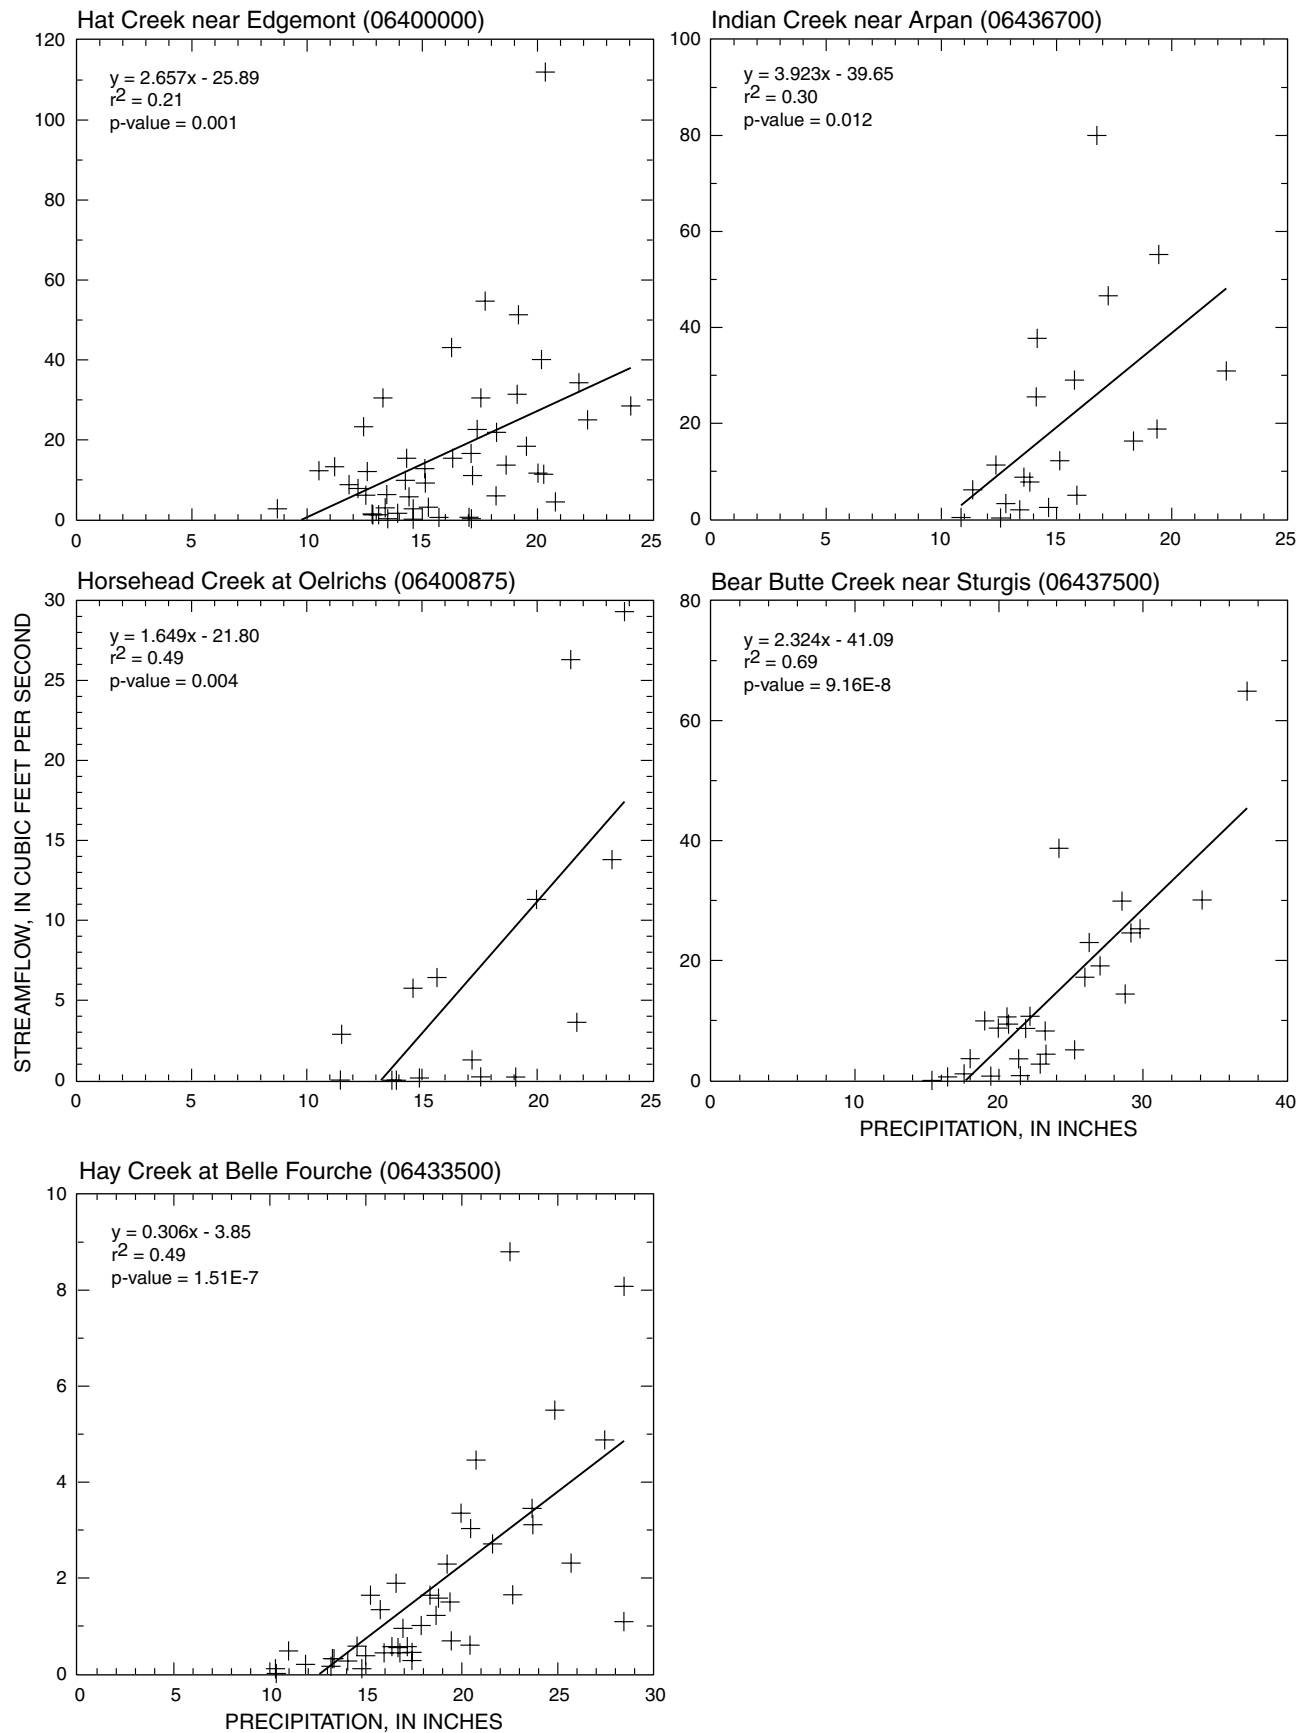 Hat Creek near Edgemont (06400000)
y = 2.657x - 25.89
r2 = 0.21
p-value = 0.001
120
100
80
60
40
20
0
0 5 10 15 20 25
Indian Creek near Arpan (06436700)
y = 3.923x - 39.65
r2 = 0.30
p-value = 0.012
100
80
60
40
20
0
0 5 10 15 20 25
STREAMFLOW, IN CUBIC FEET PER SECOND
Horsehead Creek at Oelrichs (06400875)
y = 1.649x - 21.80
r2 = 0.49
p-value = 0.004
30
25
20
15
10
5
0
0 5 10 15 20 25
Bear Butte Creek near Sturgis (06437500)
y = 2.324x - 41.09
r2 = 0.69
p-value = 9.16E-8
80
60
40
20
0
0 10 20 30 40
PRECIPITATION, IN INCHES
Hay Creek at Belle Fourche (06433500)
y = 0.306x - 3.85
r2 = 0.49
p-value = 1.51E-7
10
8
6
4
2
0
0 5 10 15 20 25 30
PRECIPITATION, IN INCHES